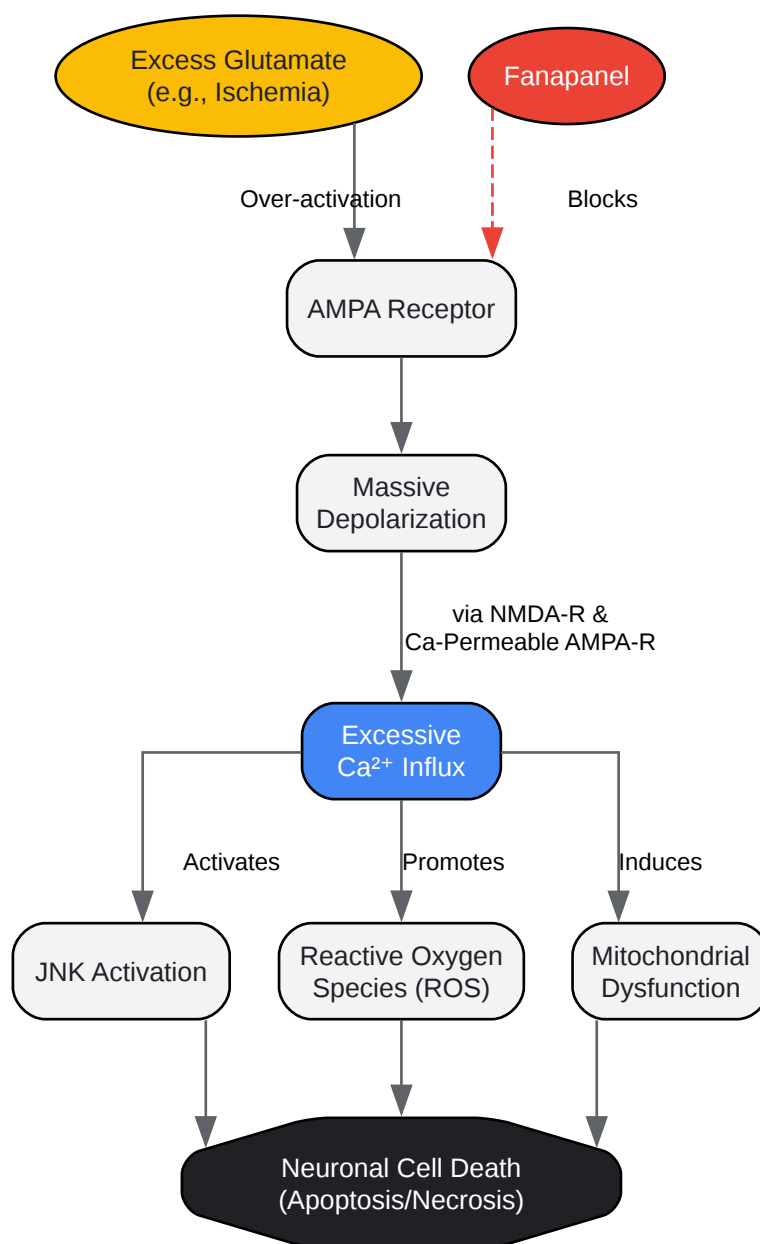 Excess Glutamate
(e.g., Ischemia)
Fanapanel
Over-activation
Blocks
AMPA Receptor
Massive
Depolarization
via NMDA-R &
Ca-Permeable AMPA-R
Excessive
Ca²⁺ Influx
Activates
Promotes
Induces
JNK Activation
Reactive Oxygen
Species (ROS)
Mitochondrial
Dysfunction
Neuronal Cell Death
(Apoptosis/Necrosis)